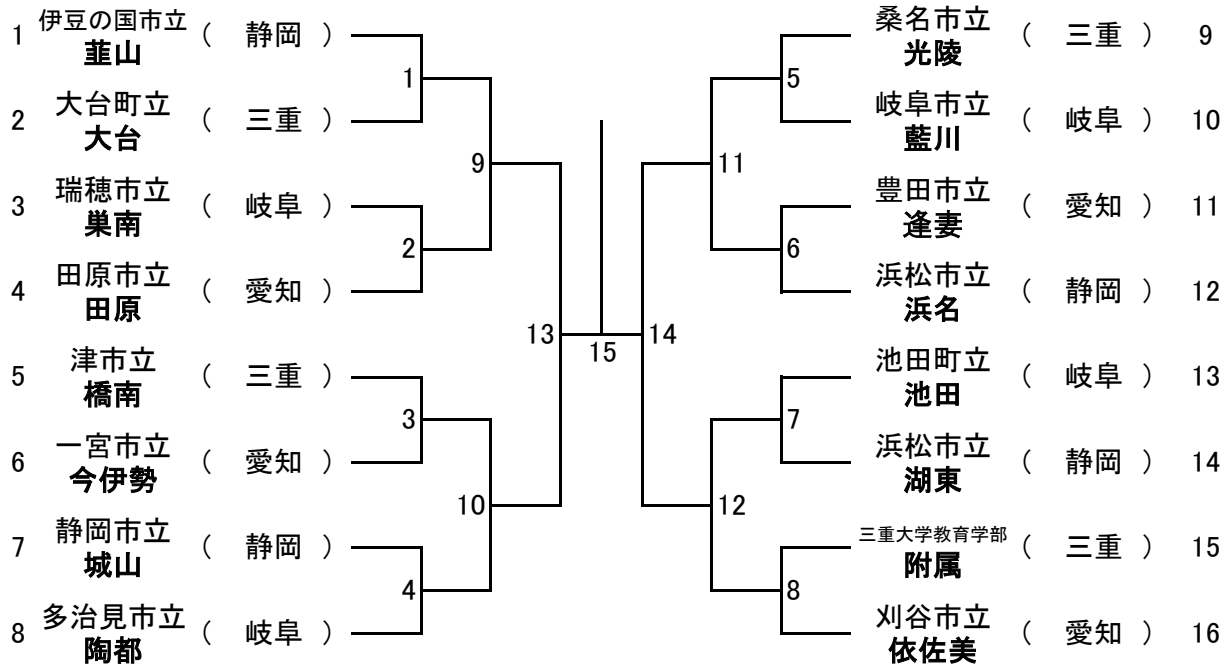 1 伊豆の国市立 韮山 ( 静岡 )
2 大台町立 大台 ( 三重 )
3 瑞穂市立 巣南 ( 岐阜 )
4 田原市立 田原 ( 愛知 )
5 津市立 橋南 ( 三重 )
6 一宮市立 今伊勢 ( 愛知 )
7 静岡市立 城山 ( 静岡 )
8 多治見市立 陶都 ( 岐阜 )
1
2
3
4
9
10
13
15
14
11
12
5
6
7
8
桑名市立 光陵 ( 三重 ) 9
岐阜市立 藍川 ( 岐阜 ) 10
豊田市立 逢妻 ( 愛知 ) 11
浜松市立 浜名 ( 静岡 ) 12
池田町立 池田 ( 岐阜 ) 13
浜松市立 湖東 ( 静岡 ) 14
三重大学教育学部 附属 ( 三重 ) 15
刈谷市立 依佐美 ( 愛知 ) 16